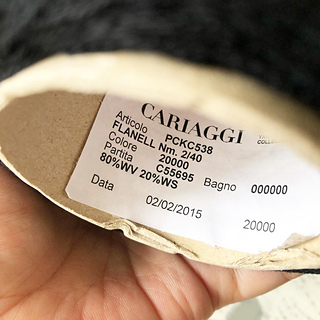 CARIAGGI
Articolo PCKC538
FLANELL Nm. 2/40
Colore 20000
Partita C55695 Bagno 000000
80%WV 20%WS
Data 02/02/2015 20000